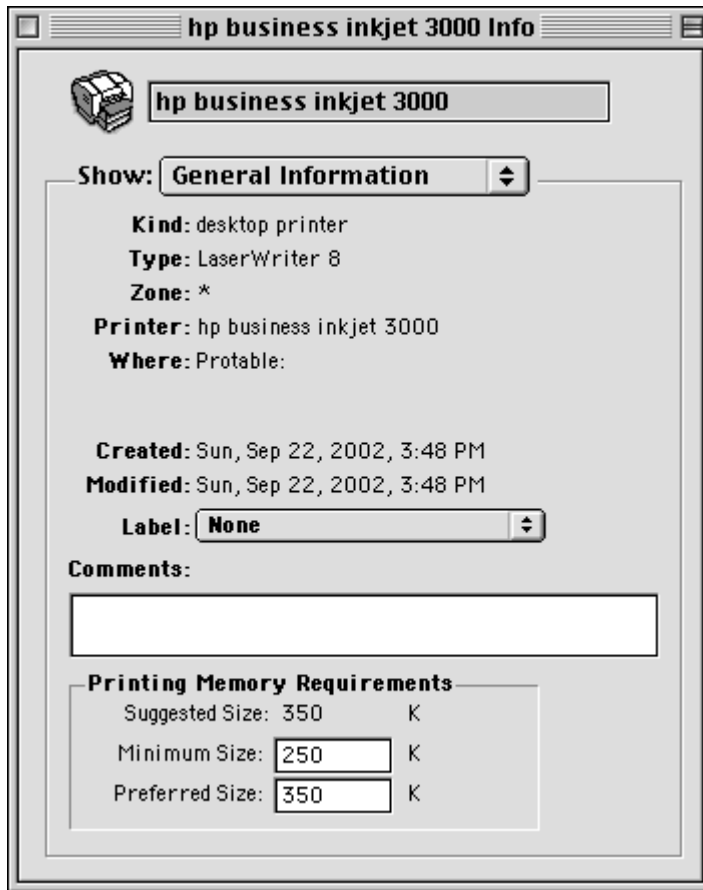 hp business inkjet 3000 Info
hp business inkjet 3000
Show: General Information
Kind: desktop printer
Type: LaserWriter 8
Zone: *
Printer: hp business inkjet 3000
Where: Protable:
Created: Sun, Sep 22, 2002, 3:48 PM
Modified: Sun, Sep 22, 2002, 3:48 PM
Label: None
Comments:
Printing Memory Requirements
Suggested Size: 350 K
Minimum Size: 250 K
Preferred Size: 350 K